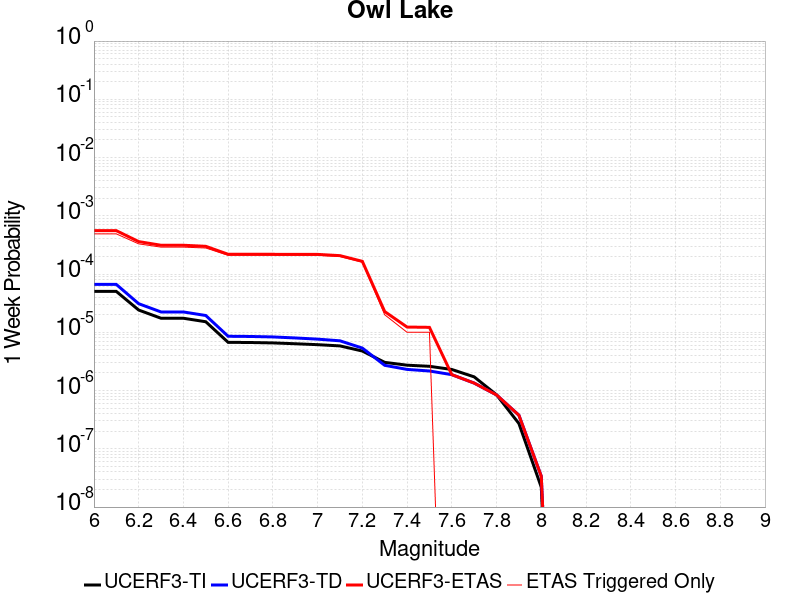 Owl Lake
10 0
10 -1
10 -2
10 -3
10 -4
10 -5
10 -6
10 -7
10 -8
1 Week Probability
6 6.2 6.4 6.6 6.8 7 7.2 7.4 7.6 7.8 8 8.2 8.4 8.6 8.8 9
Magnitude
UCERF3-TI UCERF3-TD UCERF3-ETAS ETAS Triggered Only